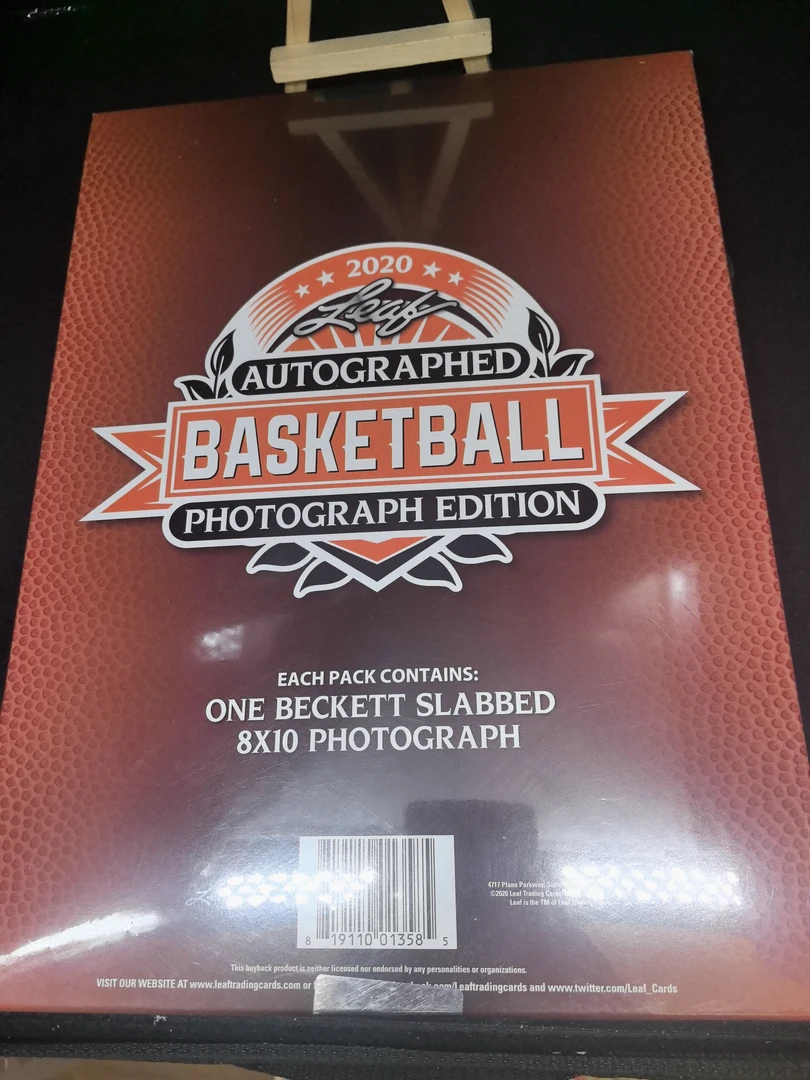 2020
Leaf
AUTOGRAPHED
BASKETBALL
PHOTOGRAPH EDITION
EACH PACK CONTAINS:
ONE BECKETT SLABBED
8X10 PHOTOGRAPH
8 19110 01358 5
4717 Plano Parkway,
©2020 Leaf Trading Cards
Leaf is the TM of Leaf
This buyback product is neither licensed nor endorsed by any personalities or organizations.
VISIT OUR WEBSITE AT www.leaftradingcards.com or /Leaftradingcards and www.twitter.com/Leaf_Cards